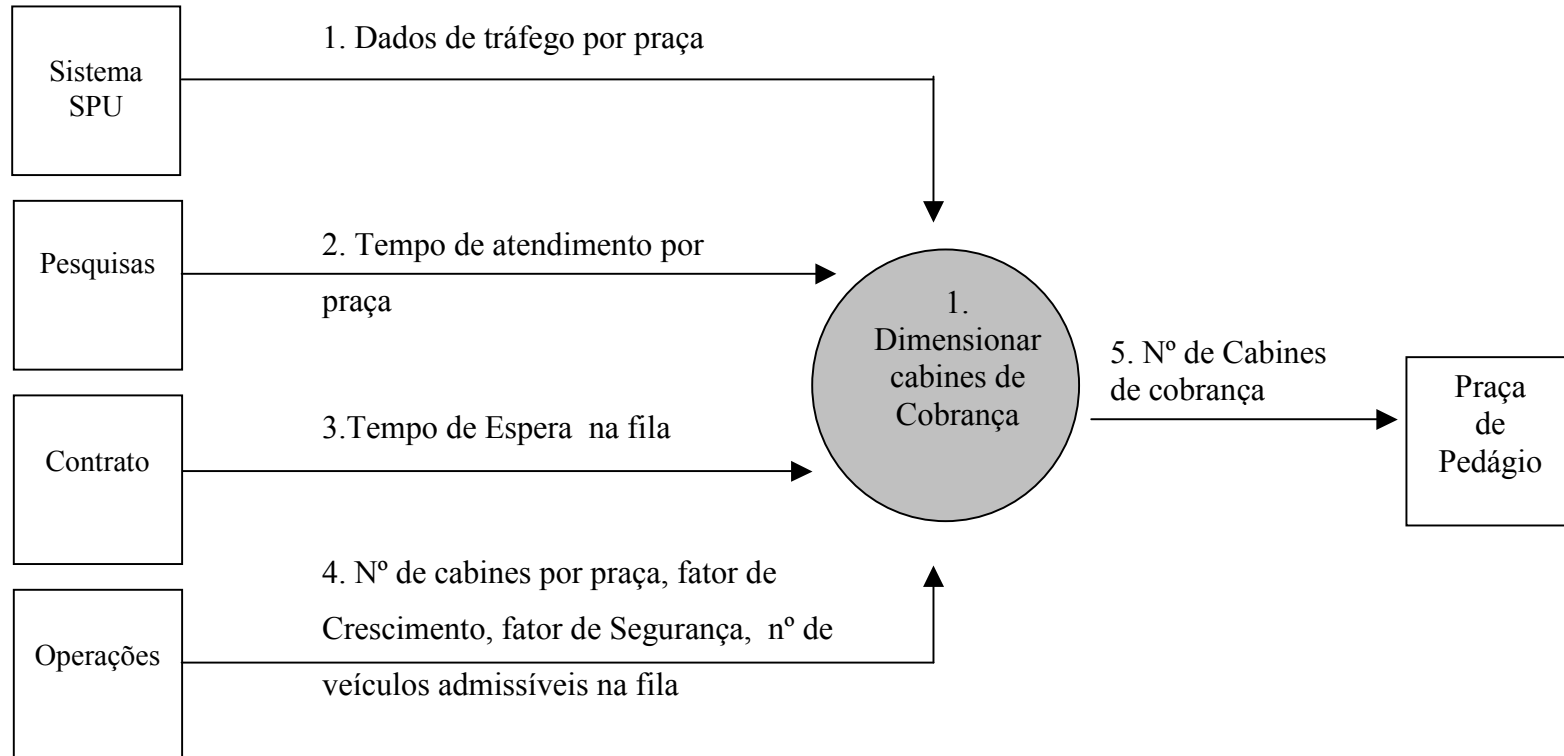 1. Dados de tráfego por praça
Sistema
SPU
2. Tempo de atendimento por
praça
Pesquisas
3.Tempo de Espera na fila
Contrato
4. Nº de cabines por praça, fator de
Crescimento, fator de Segurança, nº de
veículos admissíveis na fila
Operações
1.
Dimensionar
cabines de
Cobrança
5. Nº de Cabines
de cobrança
Praça
de
Pedágio